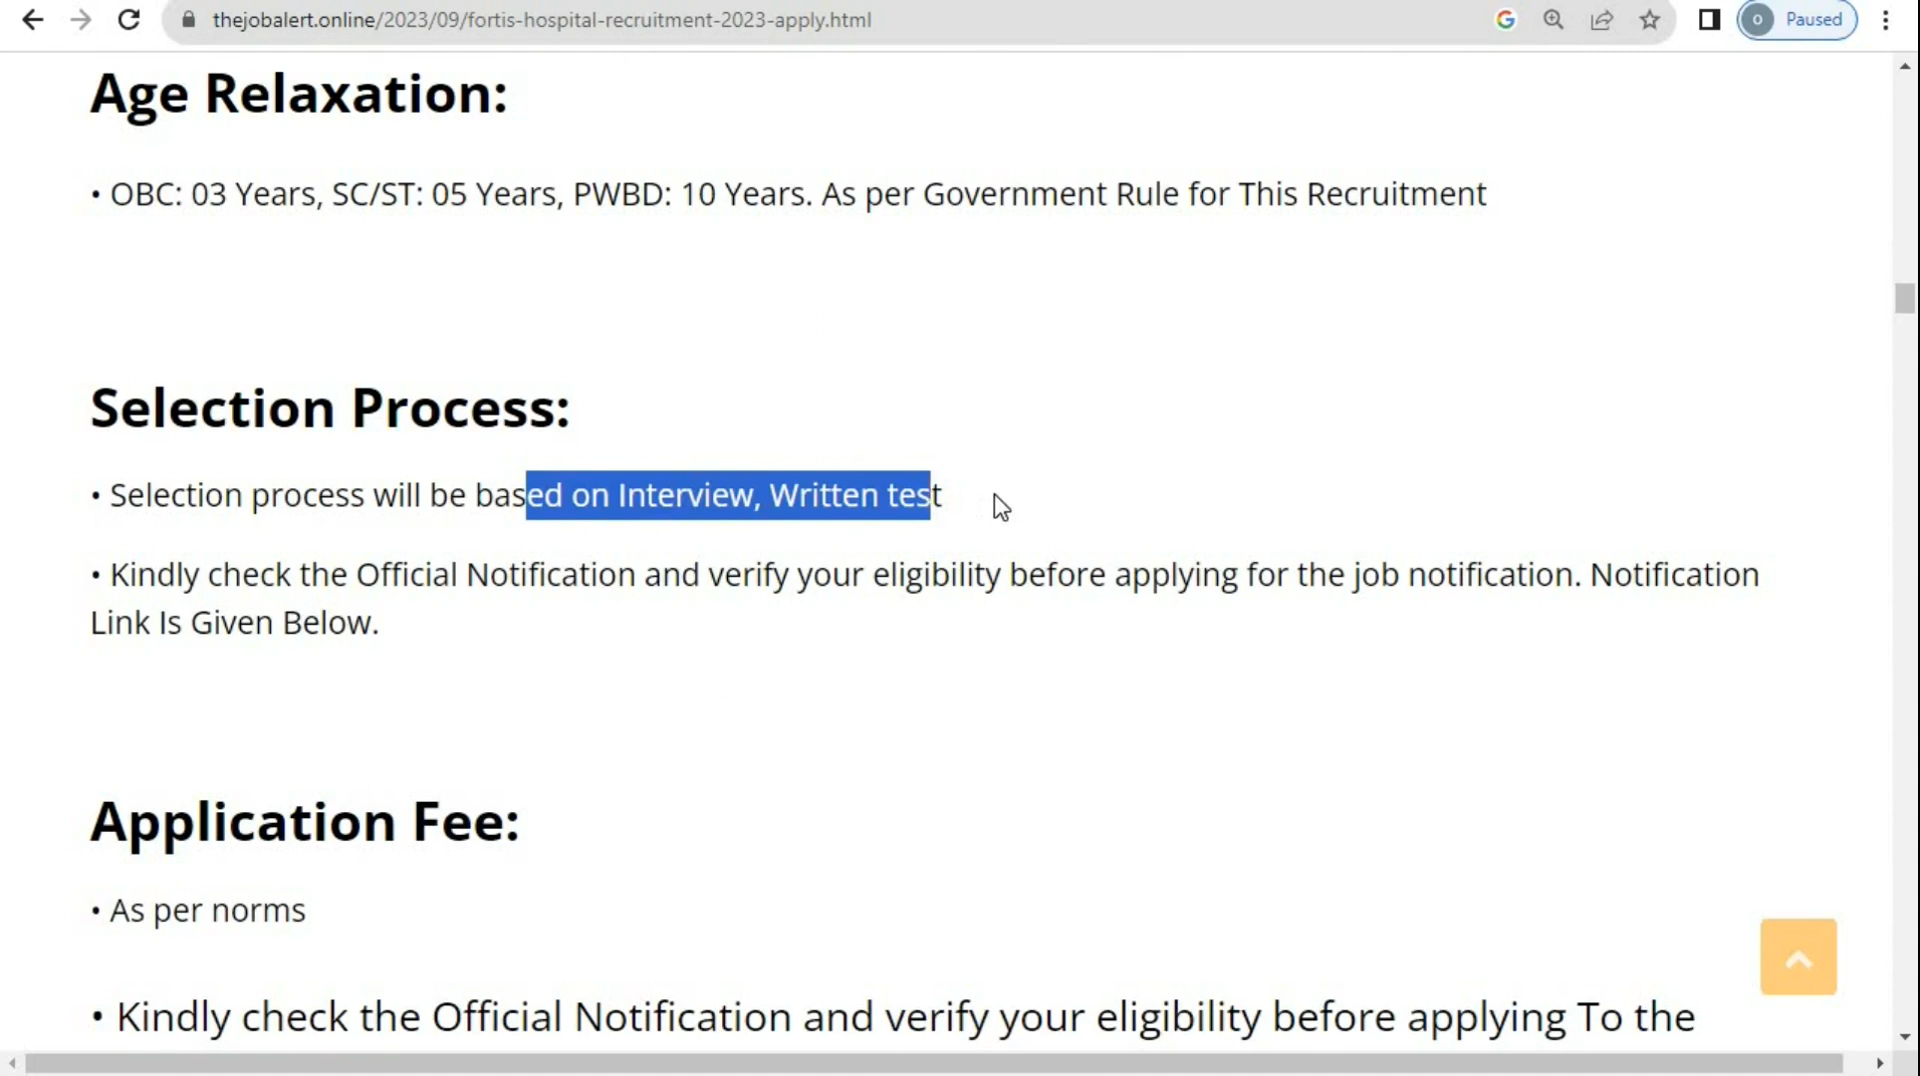 thejobalert.online/2023/09/fortis-hospital-recruitment-2023-apply.html
G
o Paused
Age Relaxation:
• OBC: 03 Years, SC/ST: 05 Years, PWBD: 10 Years. As per Government Rule for This Recruitment
Selection Process:
• Selection process will be based on Interview, Written test
• Kindly check the Official Notification and verify your eligibility before applying for the job notification. Notification
Link Is Given Below.
Application Fee:
• As per norms
• Kindly check the Official Notification and verify your eligibility before applying To the